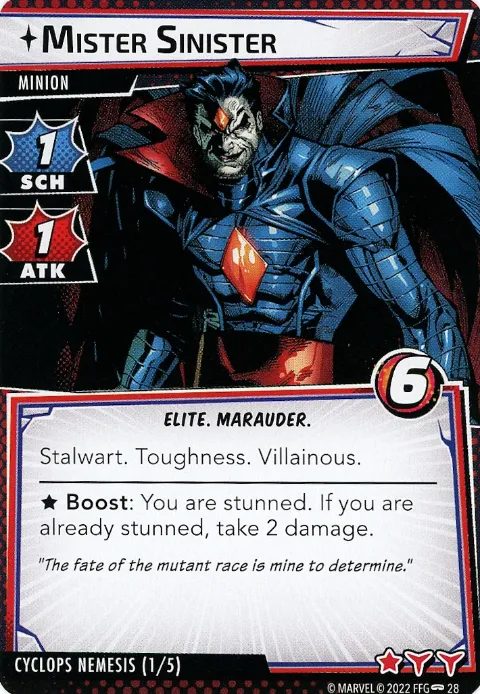 Mister Sinister
Minion
1
SCH
1
ATK
6
Elite. Marauder.
Stalwart. Toughness. Villainous.
★ Boost: You are stunned. If you are
already stunned, take 2 damage.
"The fate of the mutant race is mine to determine."
Cyclops Nemesis (1/5)
© MARVEL © 2022 FFG 28